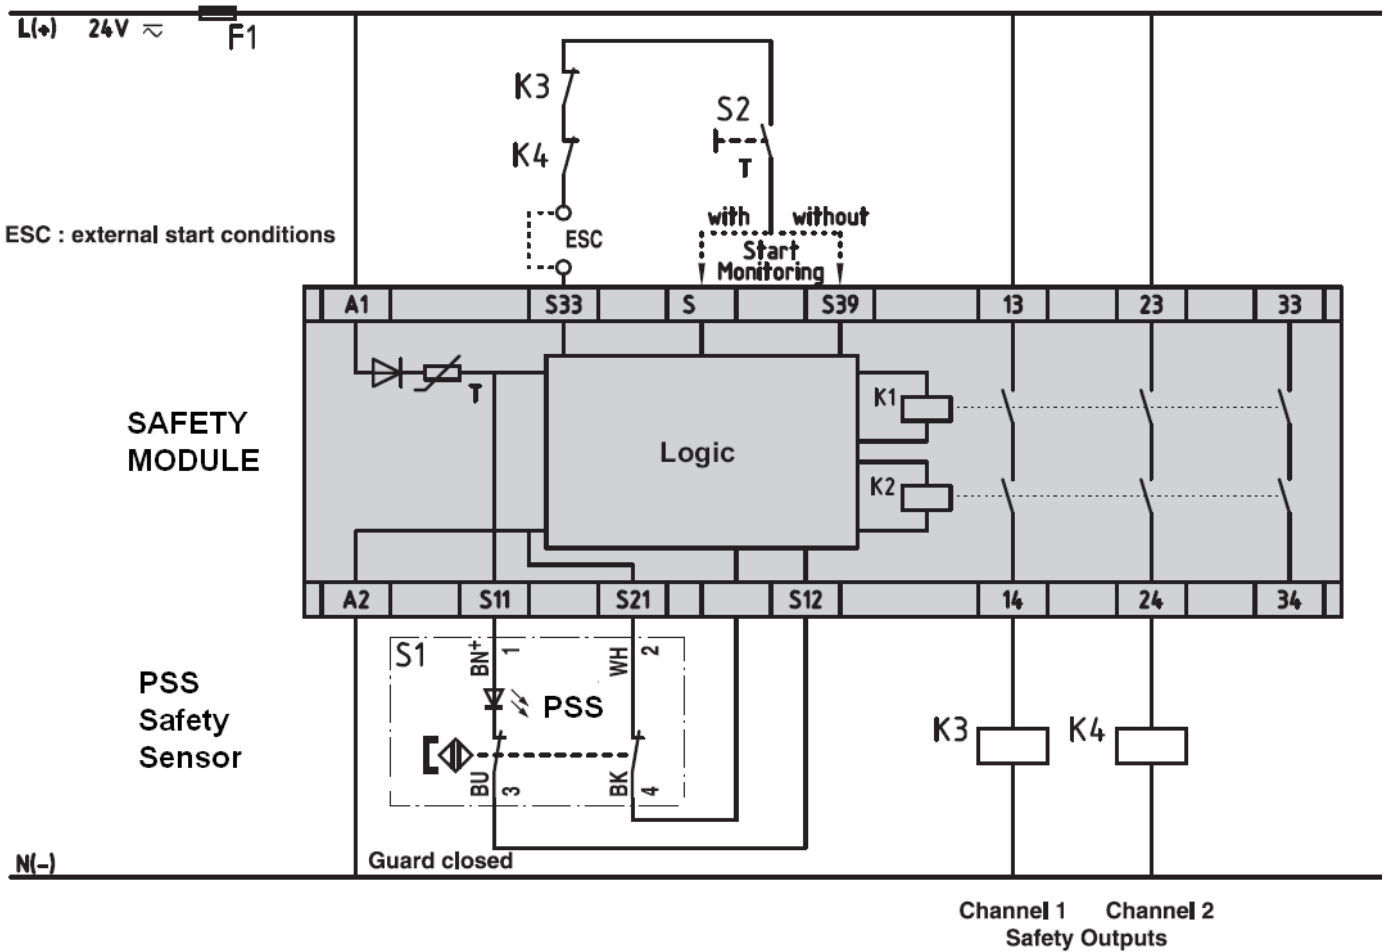 L(+) 24V ⎓ F1
K3
S2
K4
T
with without
ESC : external start conditions
ESC
Start
Monitoring
A1 S33 S S39 13 23 33
T
K1
SAFETY
MODULE
Logic
K2
A2 S11 S21 S12 14 24 34
S1 BN+ 1 WH 2
PSS
Safety
Sensor
PSS
K3 K4
BU 3 BK 4
N(-) Guard closed
Channel 1 Channel 2
Safety Outputs